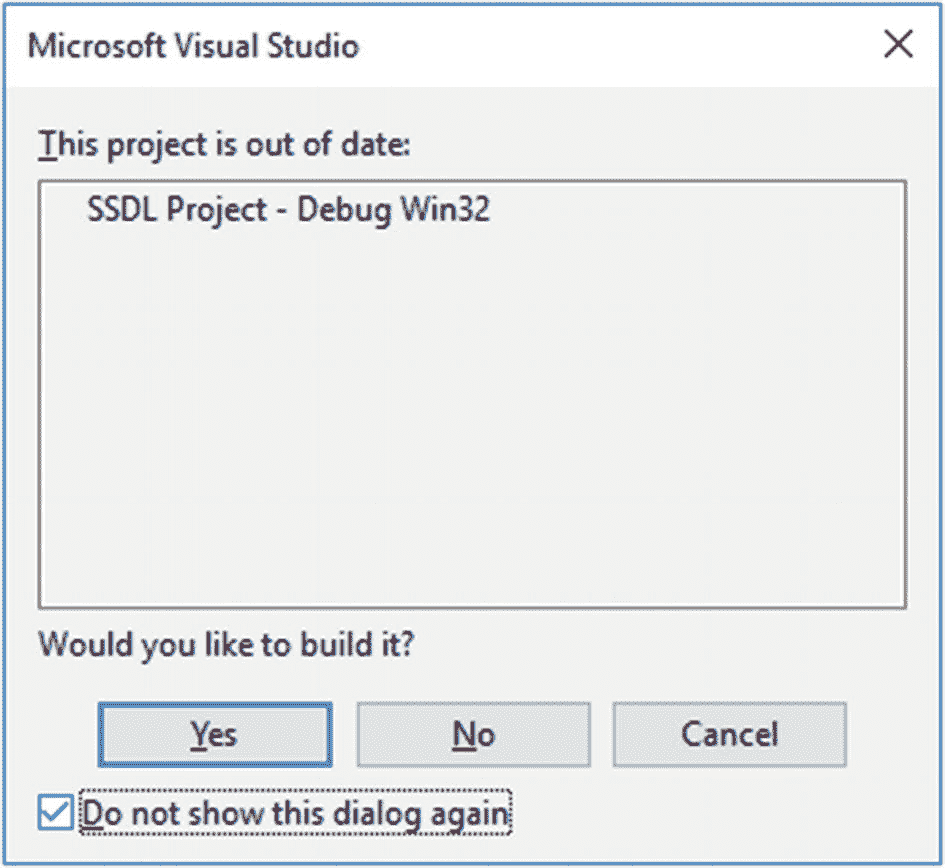 Microsoft Visual Studio
This project is out of date:
SSDL Project - Debug Win32
Would you like to build it?
Yes No Cancel
Do not show this dialog again